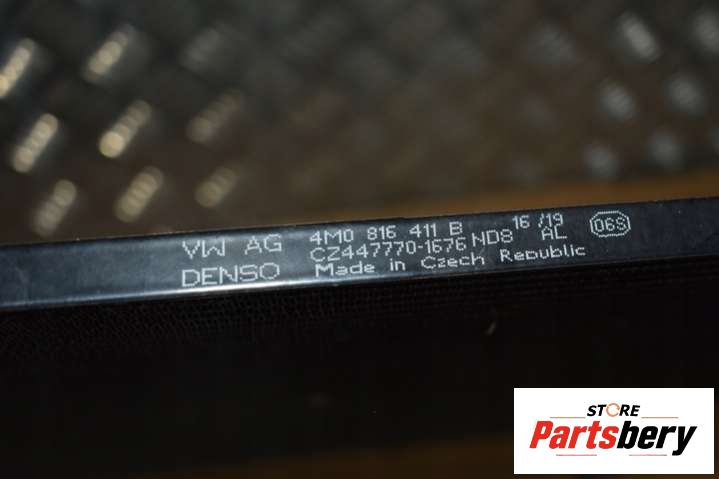 VW AG 4M0 816 411 B 16/19
CZ447770-1676 ND8 AL 06S
DENSO Made in Czech Republic
STORE
Partsbery